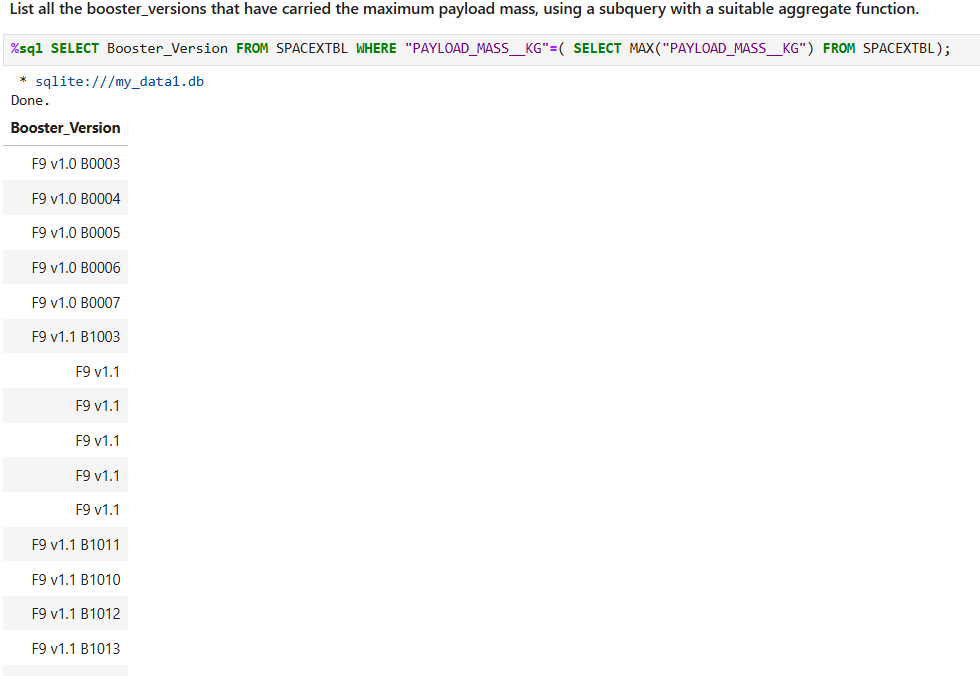 List all the booster_versions that have carried the maximum payload mass, using a subquery with a suitable aggregate function.
%sql SELECT Booster_Version FROM SPACEXTBL WHERE "PAYLOAD_MASS__KG"=( SELECT MAX("PAYLOAD_MASS__KG") FROM SPACEXTBL);
* sqlite:///my_data1.db
Done.
Booster_Version
F9 v1.0 B0003
F9 v1.0 B0004
F9 v1.0 B0005
F9 v1.0 B0006
F9 v1.0 B0007
F9 v1.1 B1003
F9 v1.1
F9 v1.1
F9 v1.1
F9 v1.1
F9 v1.1
F9 v1.1 B1011
F9 v1.1 B1010
F9 v1.1 B1012
F9 v1.1 B1013